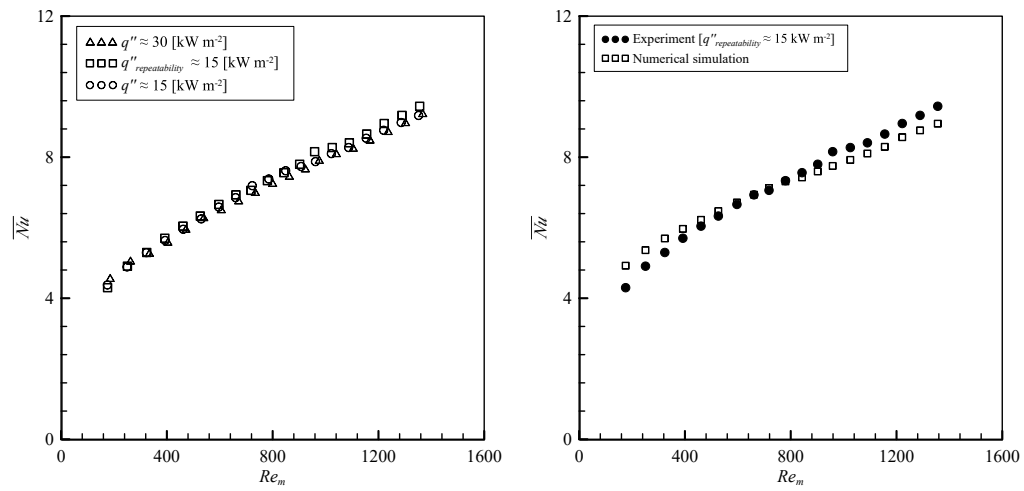 12
8
4
0
Nu
q″ ≈ 30 [kW m-2]
q″repeatability ≈ 15 [kW m-2]
q″ ≈ 15 [kW m-2]
0 400 800 1200 1600
Rem
12
8
4
0
Nu
Experiment [q″repeatability ≈ 15 kW m-2]
Numerical simulation
0 400 800 1200 1600
Rem